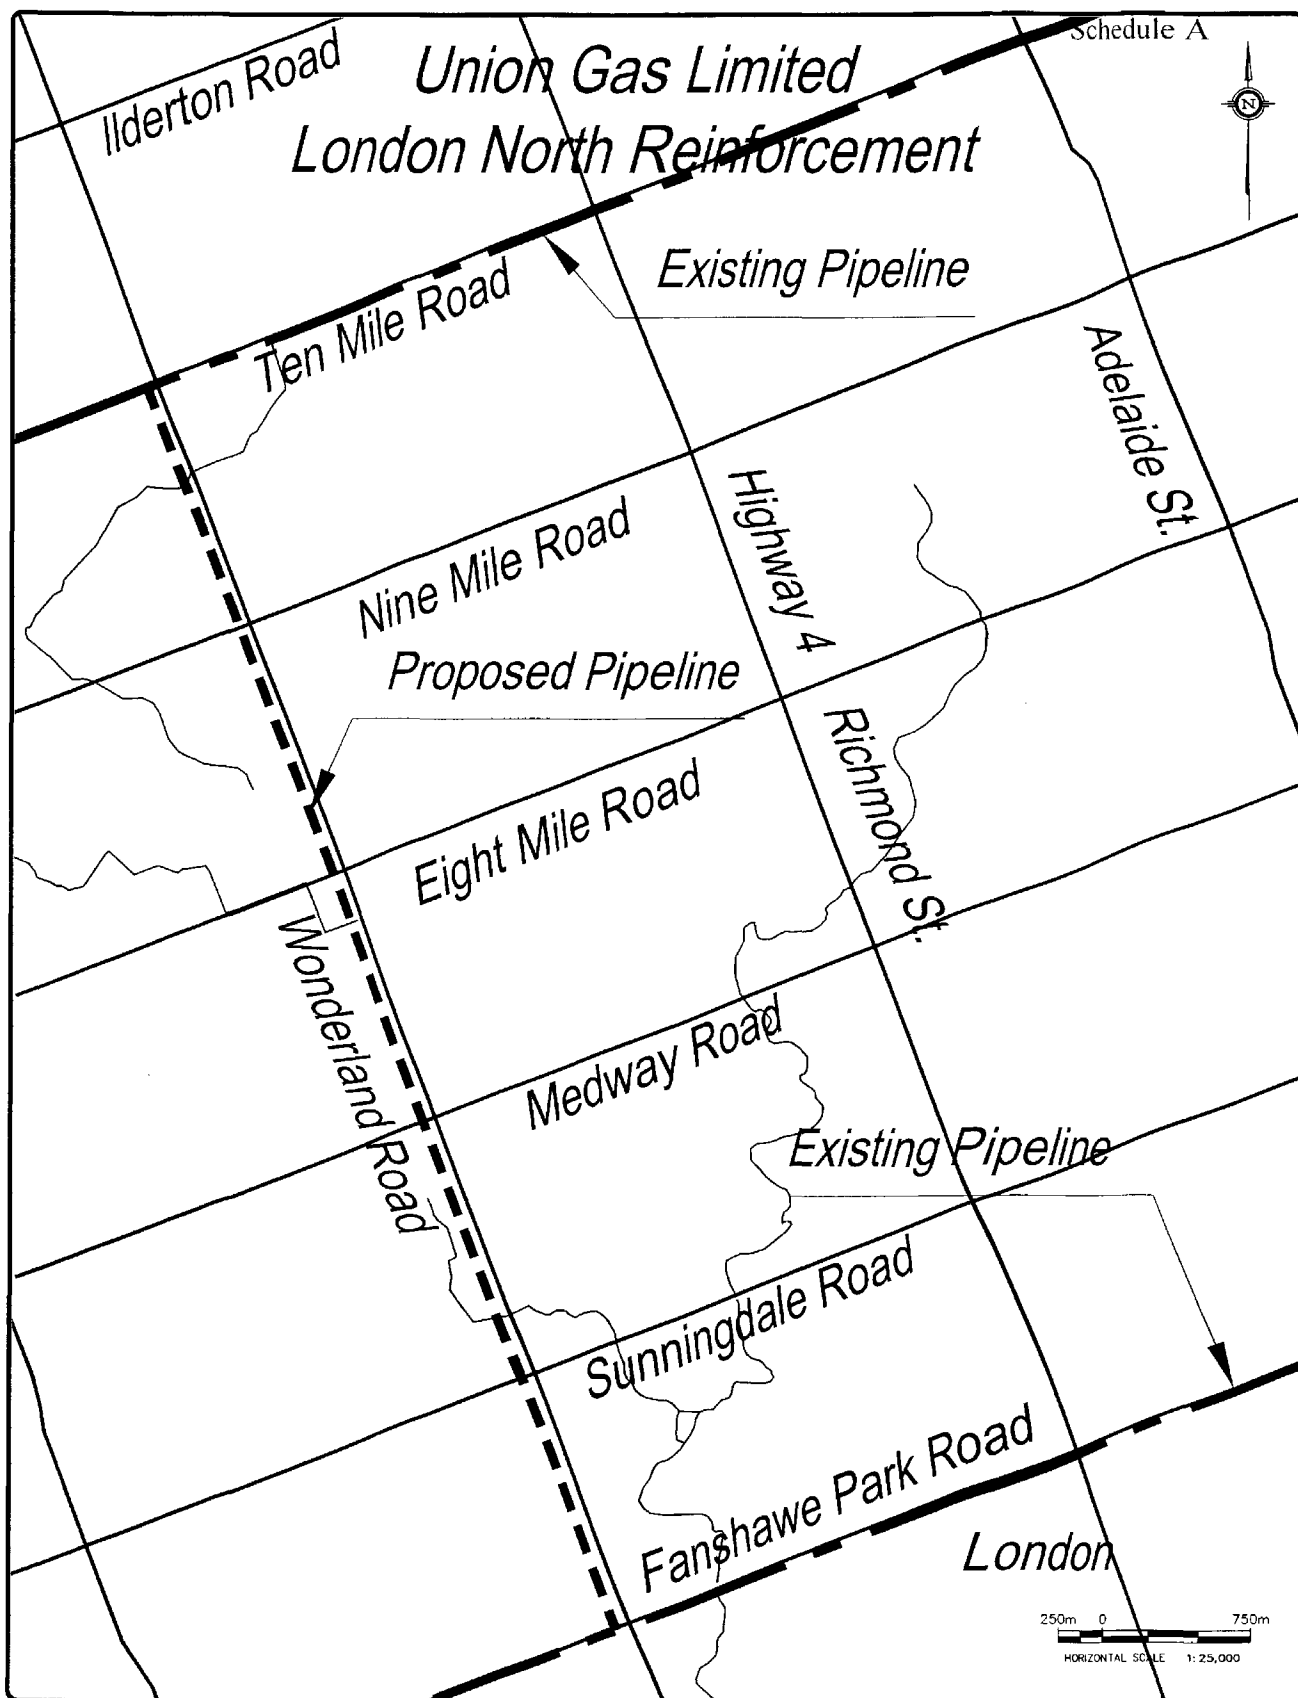 Schedule A
Union Gas Limited
London North Reinforcement
Ilderton Road
N
Existing Pipeline
Ten Mile Road
Adelaide St.
Nine Mile Road
Highway 4
Proposed Pipeline
Richmond St.
Eight Mile Road
Wonderland Road
Medway Road
Existing Pipeline
Sunningdale Road
Fanshawe Park Road
London
250m 0 750m
HORIZONTAL SCALE 1:25,000